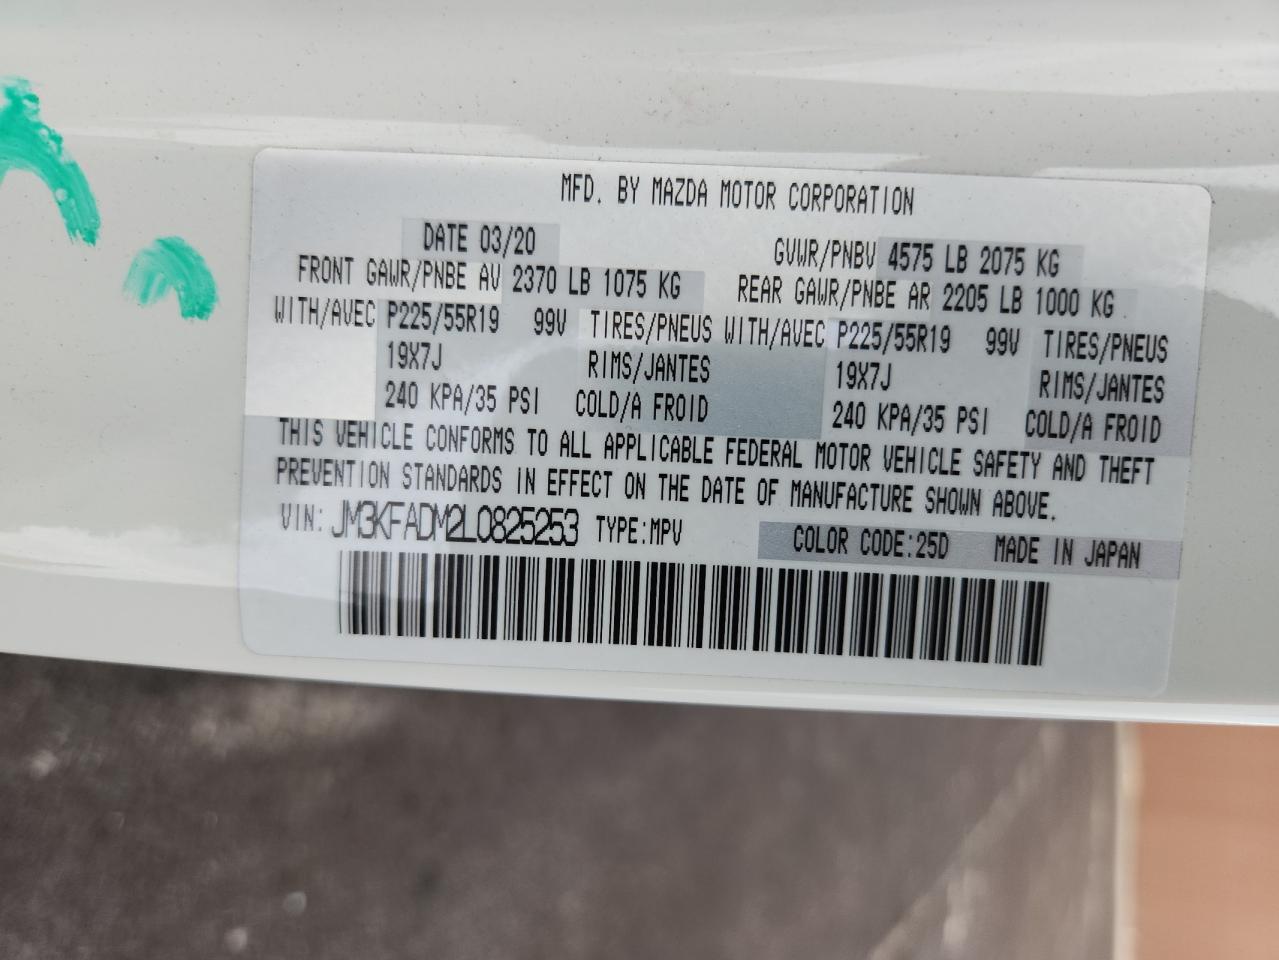 MFD. BY MAZDA MOTOR CORPORATION
DATE 03/20 GVWR/PNBV 4575 LB 2075 KG
FRONT GAWR/PNBE AV 2370 LB 1075 KG REAR GAWR/PNBE AR 2205 LB 1000 KG
WITH/AVEC P225/55R19 99V TIRES/PNEUS WITH/AVEC P225/55R19 99V TIRES/PNEUS
19X7J RIMS/JANTES 19X7J RIMS/JANTES
240 KPA/35 PSI COLD/A FROID 240 KPA/35 PSI COLD/A FROID
THIS VEHICLE CONFORMS TO ALL APPLICABLE FEDERAL MOTOR VEHICLE SAFETY AND THEFT
PREVENTION STANDARDS IN EFFECT ON THE DATE OF MANUFACTURE SHOWN ABOVE.
VIN: JM3KFADM2L0825253 TYPE:MPV COLOR CODE:25D MADE IN JAPAN